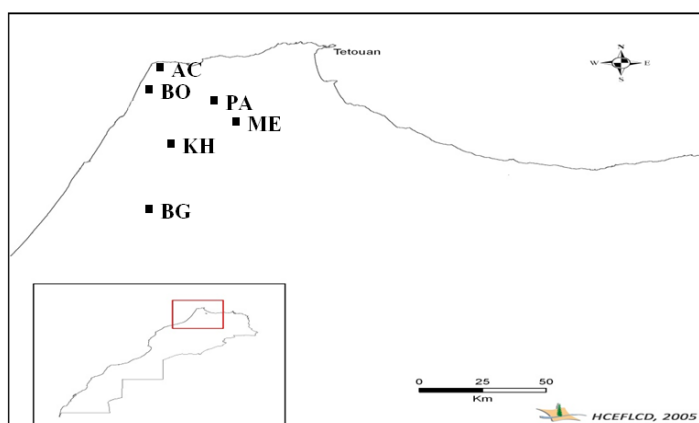 Tetouan
N
W E
S
AC
BO
PA
ME
KH
BG
0 25 50
Km
HCEFLCD, 2005